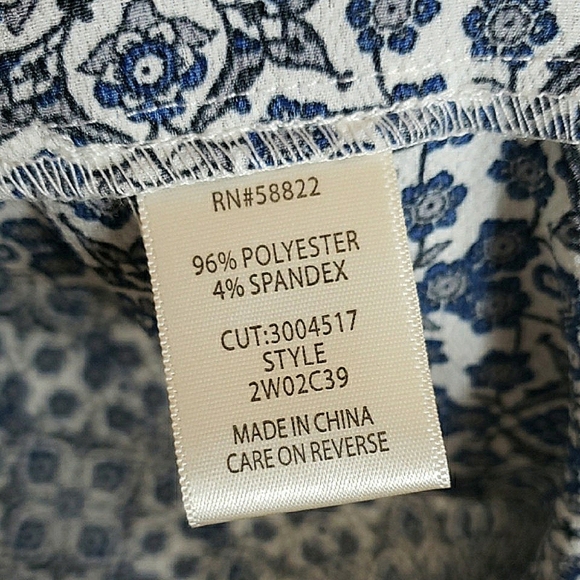 RN#58822
96% POLYESTER
4% SPANDEX
CUT:3004517
STYLE
2W02C39
MADE IN CHINA
CARE ON REVERSE